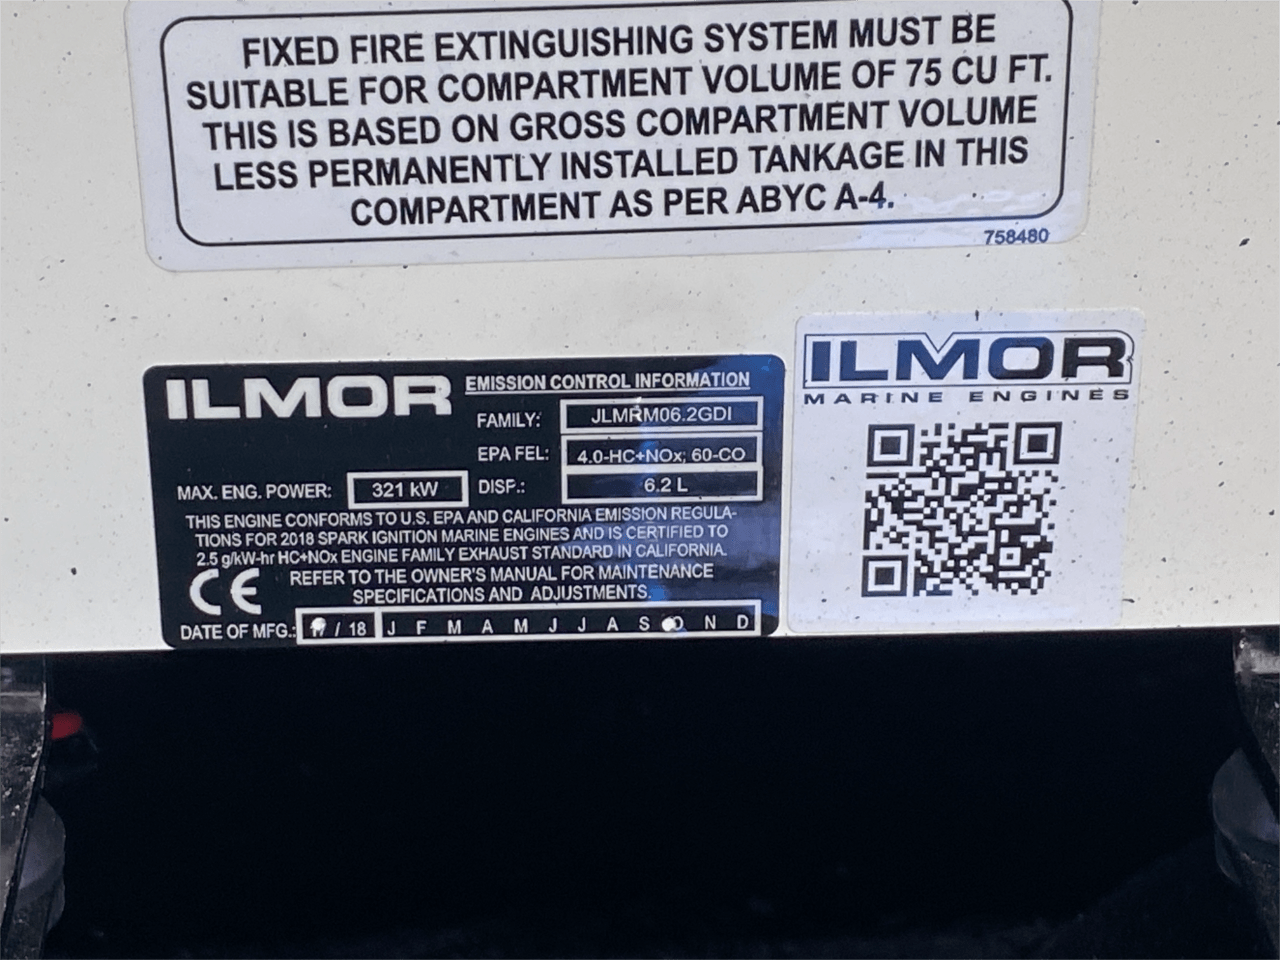 FIXED FIRE EXTINGUISHING SYSTEM MUST BE
SUITABLE FOR COMPARTMENT VOLUME OF 75 CU FT.
THIS IS BASED ON GROSS COMPARTMENT VOLUME
LESS PERMANENTLY INSTALLED TANKAGE IN THIS
COMPARTMENT AS PER ABYC A-4.
758480
ILMOR
EMISSION CONTROL INFORMATION
FAMILY: JLMRM06.2GDI
EPA FEL: 4.0-HC+NOx; 60-CO
MAX. ENG. POWER: 321 kW DISP.: 6.2 L
THIS ENGINE CONFORMS TO U.S. EPA AND CALIFORNIA EMISSION REGULA-
TIONS FOR 2018 SPARK IGNITION MARINE ENGINES AND IS CERTIFIED TO
2.5 g/kW-hr HC+NOx ENGINE FAMILY EXHAUST STANDARD IN CALIFORNIA.
CE REFER TO THE OWNER'S MANUAL FOR MAINTENANCE
SPECIFICATIONS AND ADJUSTMENTS.
DATE OF MFG.: / 18 J F M A M J J A S O N D
ILMOR
MARINE ENGINES